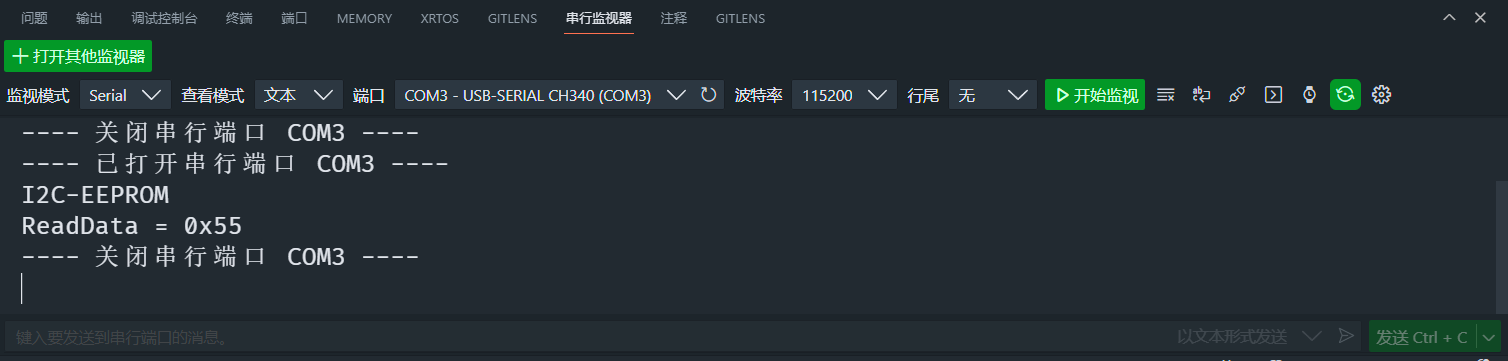 问题 输出 调试控制台 终端 端口 MEMORY XRTOS GITLENS 串行监视器 注释 GITLENS
打开其他监视器
监视模式 Serial 查看模式 文本 端口 COM3 - USB-SERIAL CH340 (COM3) 波特率 115200 行尾 无 开始监视
---- 关闭串行端口 COM3 ----
---- 已打开串行端口 COM3 ----
I2C-EEPROM
ReadData = 0x55
---- 关闭串行端口 COM3 ----
键入要发送到串行端口的消息。 以文本形式发送 发送 Ctrl + C